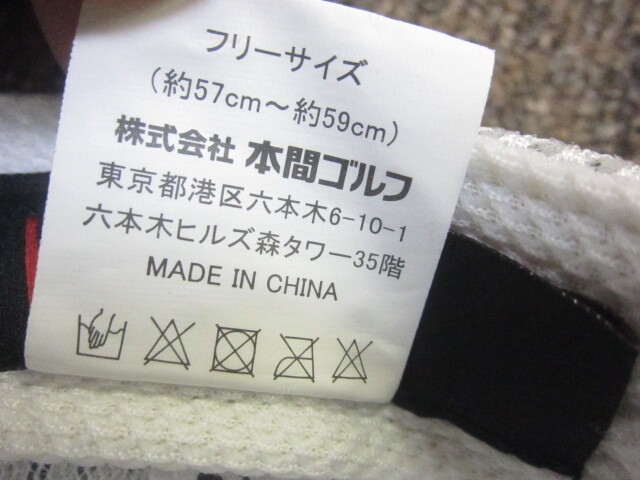 フリーサイズ
（約57cm～約59cm）
株式会社 本間ゴルフ
東京都港区六本木6-10-1
六本木ヒルズ森タワー35階
MADE IN CHINA